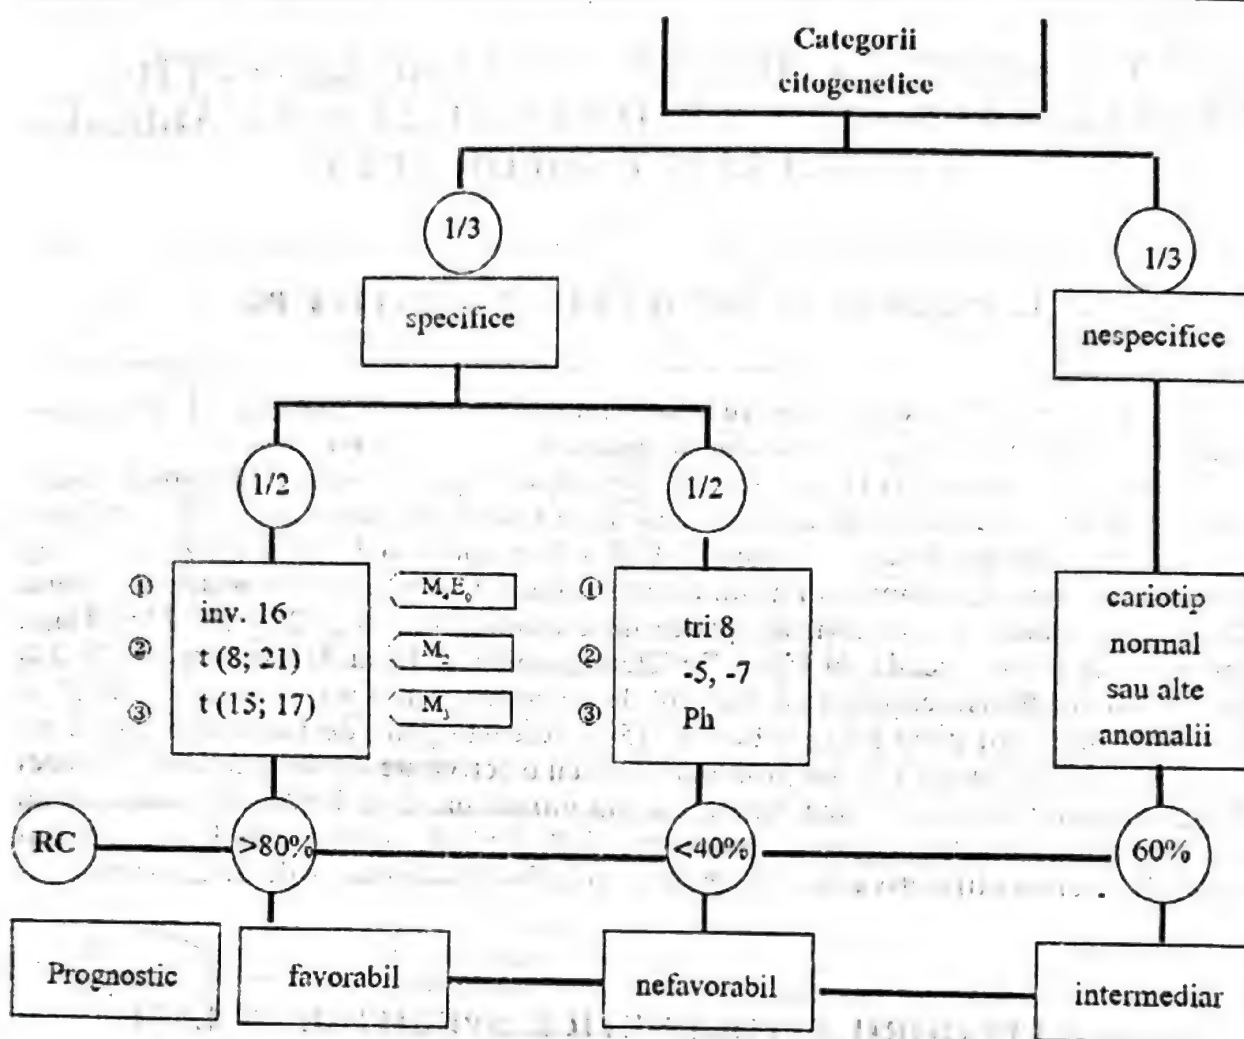 Categorii
citogenetice
1/3
1/3
specifice
nespecifice
1/2
1/2
①
inv. 16
M₄E₀
①
tri 8
cariotip
②
t (8; 21)
M₂
②
-5, -7
normal
③
t (15; 17)
M₃
③
Ph
sau alte
anomalii
RC
>80%
<40%
60%
Prognostic
favorabil
nefavorabil
intermediar